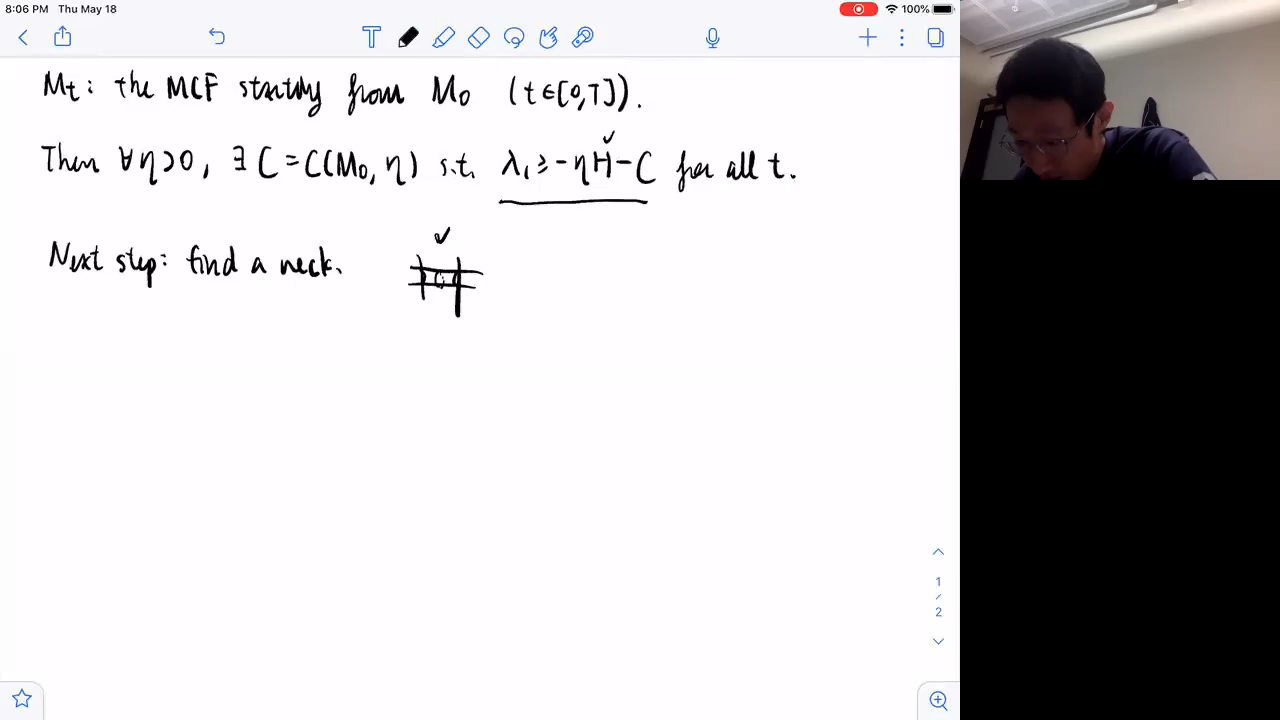 8:06 PM Thu May 18
100%
Mt: the MCF starting from M₀ (t∈[0,T]).
Then ∀η>0, ∃ C = C(M₀, η) s.t. λ₁ ≥ -ηH - C for all t.
Next step: find a neck.
1
/
2